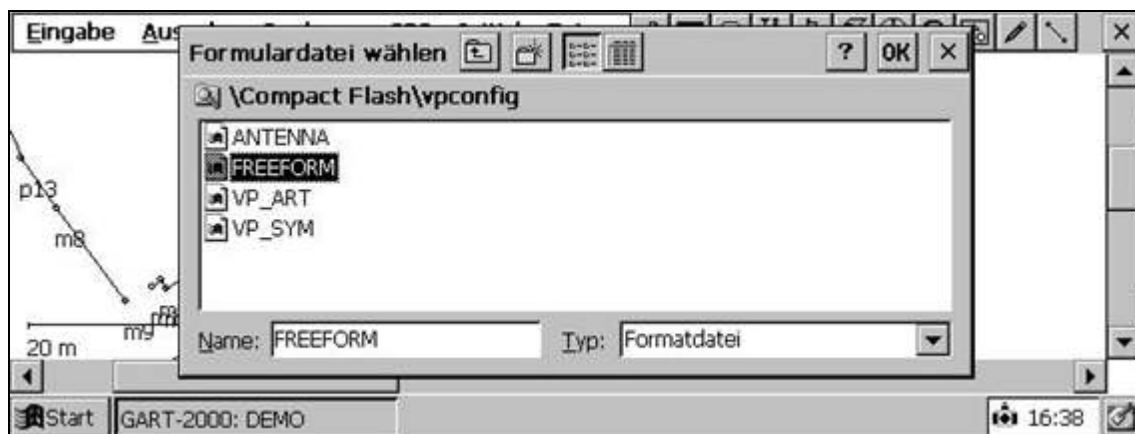 Eingabe
Formulardatei wählen ? OK ×
\Compact Flash\vpconfig
ANTENNA
FREEFORM
VP_ART
VP_SYM
Name: FREEFORM Typ: Formatdatei
p13
m8
m9
20 m
Start GART-2000: DEMO 16:38